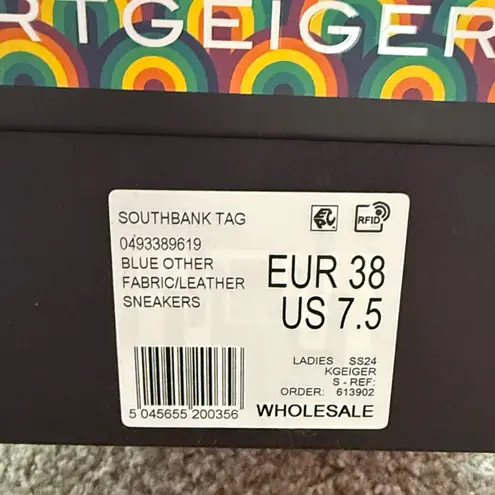 RTGEIGER
SOUTHBANK TAG
RFID
0493389619
BLUE OTHER
FABRIC/LEATHER
SNEAKERS
EUR 38
US 7.5
LADIES SS24
KGEIGER
S - REF:
ORDER: 613902
5 045655 200356
WHOLESALE